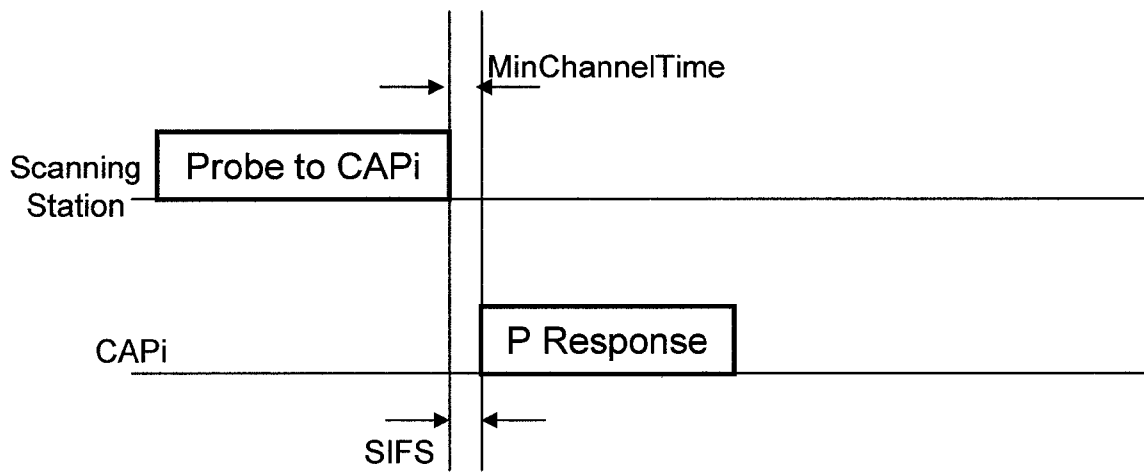 MinChannelTime
Probe to CAPi
Scanning
Station
P Response
CAPi
SIFS